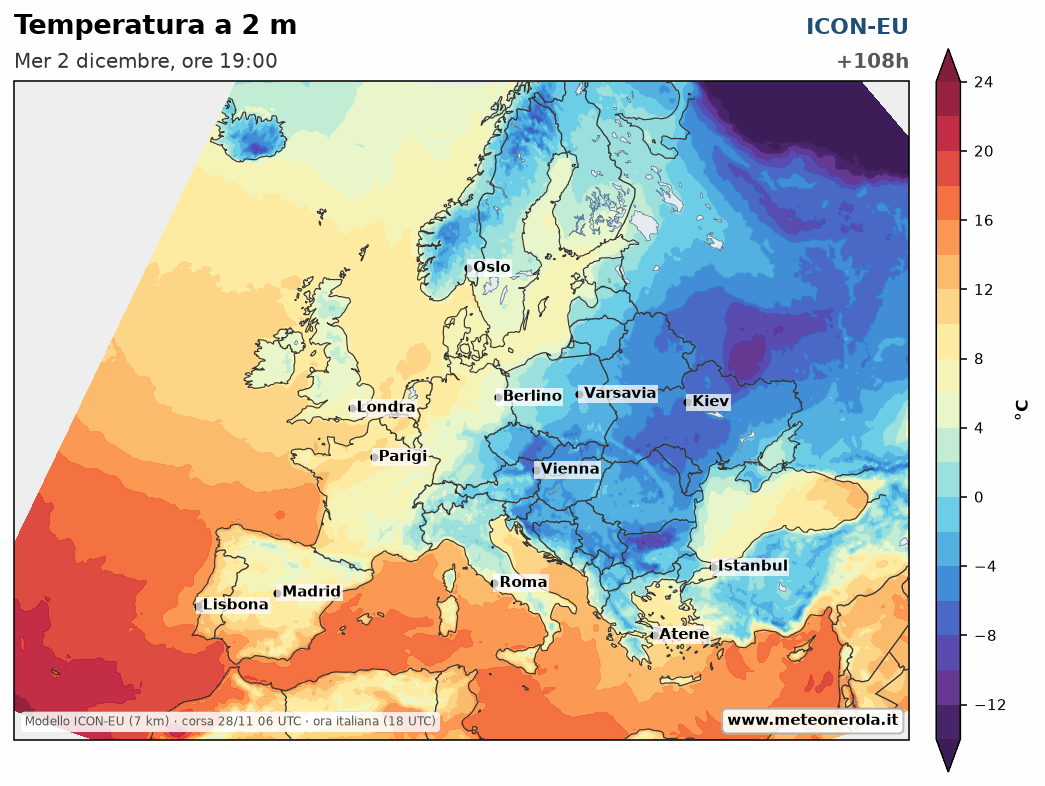 Temperatura a 2 m
ICON-EU
Mer 2 dicembre, ore 19:00
+108h
24
20
16
12
8
4
0
−4
−8
−12
°C
Oslo
Berlino
Varsavia
Kiev
Londra
Parigi
Vienna
Istanbul
Roma
Madrid
Lisbona
Atene
Modello ICON-EU (7 km) · corsa 28/11 06 UTC · ora italiana (18 UTC)
www.meteonerola.it